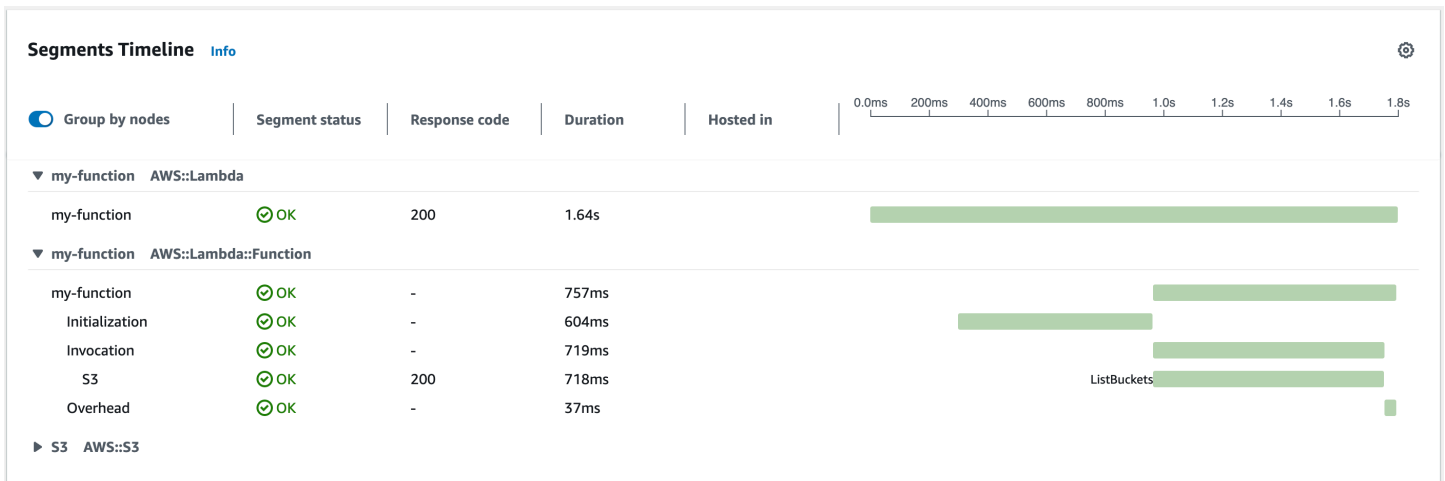 Segments Timeline Info
0.0ms 200ms 400ms 600ms 800ms 1.0s 1.2s 1.4s 1.6s 1.8s
Group by nodes Segment status Response code Duration Hosted in
my-function AWS::Lambda
my-function OK 200 1.64s
my-function AWS::Lambda::Function
my-function OK - 757ms
Initialization OK - 604ms
Invocation OK - 719ms
S3 OK 200 718ms ListBuckets
Overhead OK - 37ms
S3 AWS::S3